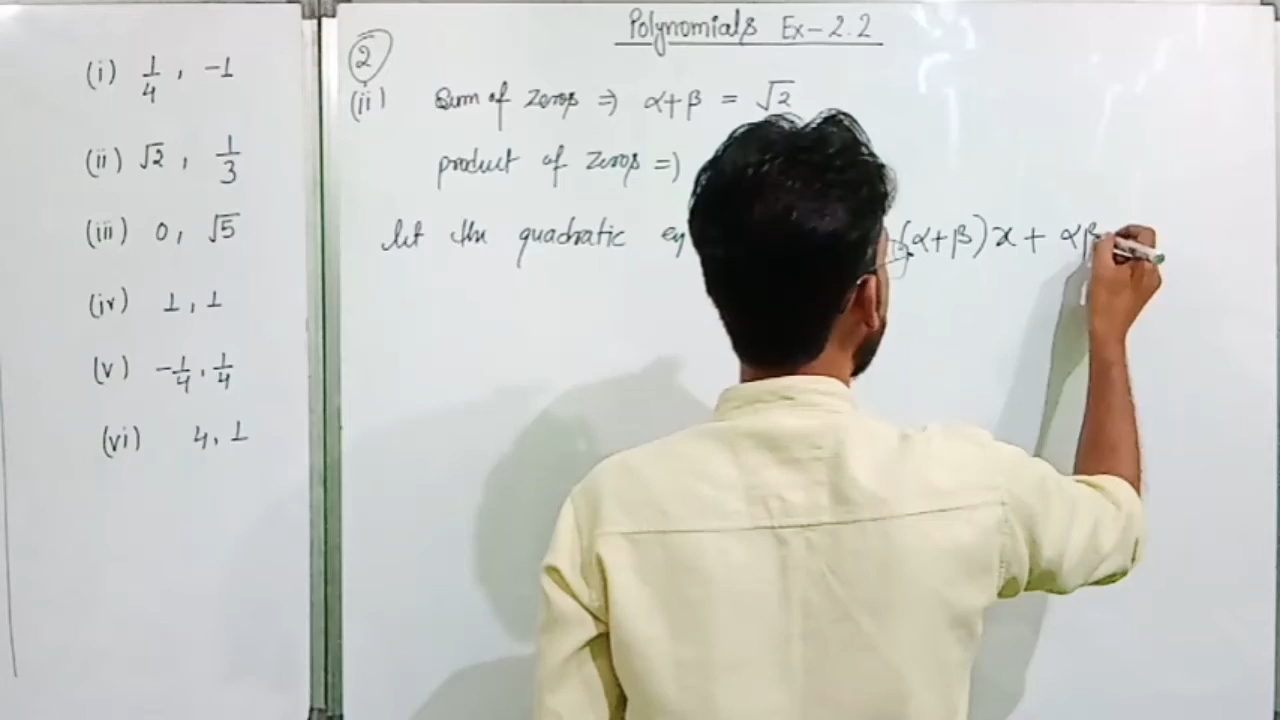 (i) 1/4 , -1
(ii) √2 , 1/3
(iii) 0, √5
(iv) 1, 1
(v) -1/4, 1/4
(vi) 4, 1
Polynomials Ex-2.2
2
(ii) Sum of Zeros ⇒ α+β = √2
product of Zeros ⇒
let the quadratic eq (α+β)x + αβ